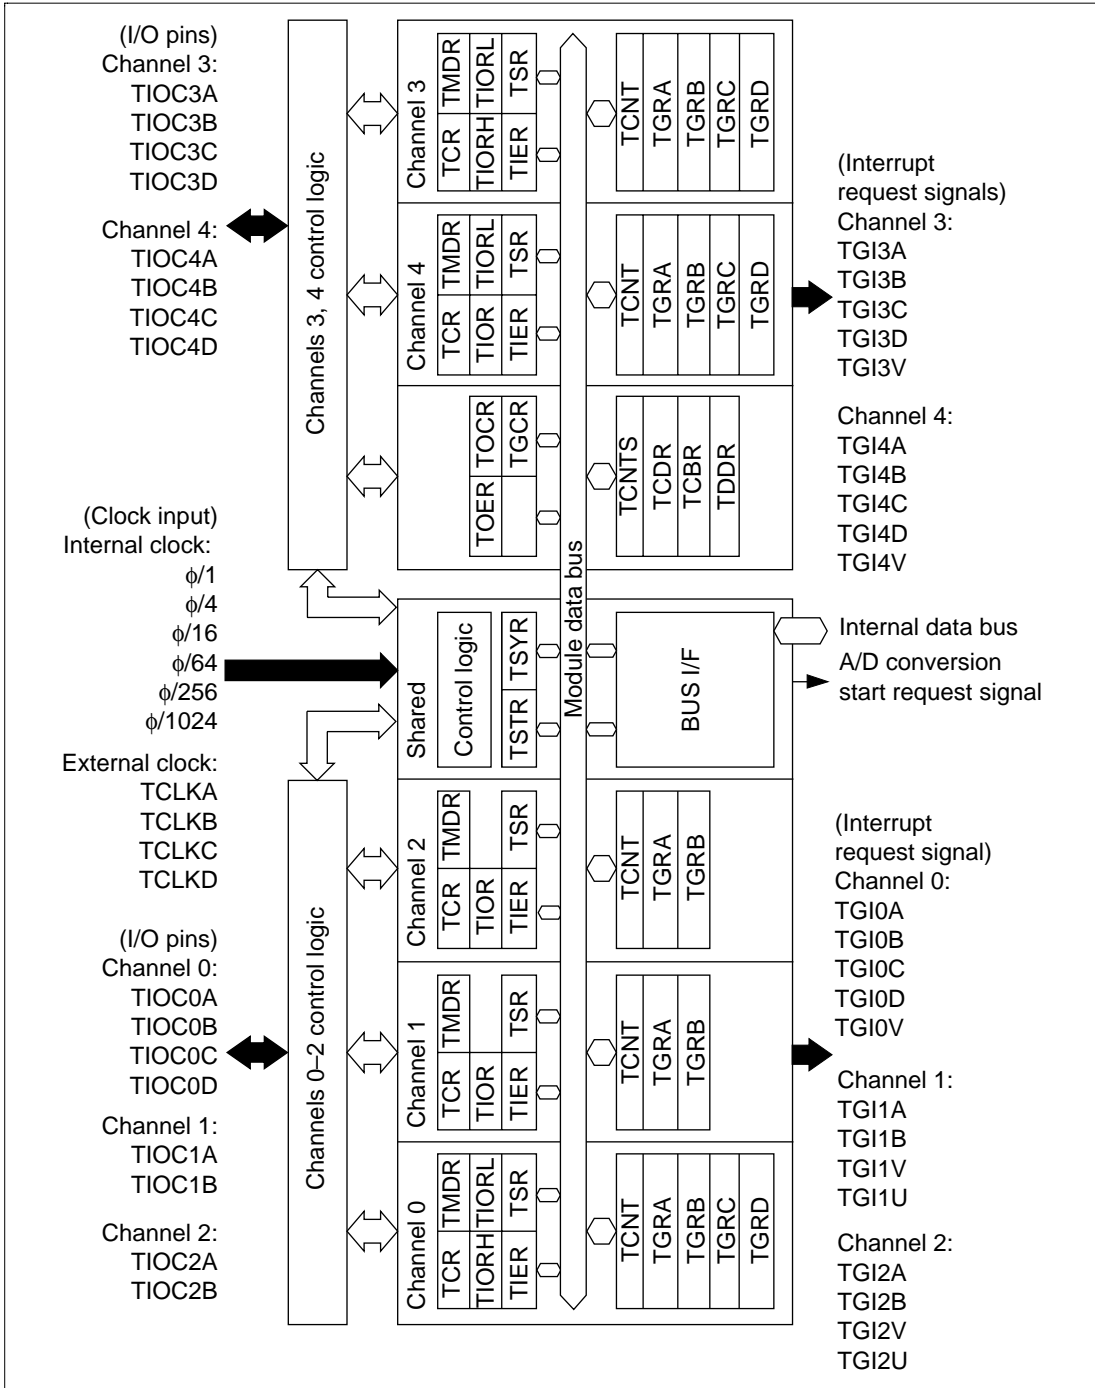 (I/O pins)
Channel 3:
TIOC3A
TIOC3B
TIOC3C
TIOC3D
Channel 4:
TIOC4A
TIOC4B
TIOC4C
TIOC4D
(Clock input)
Internal clock:
ϕ/1
ϕ/4
ϕ/16
ϕ/64
ϕ/256
ϕ/1024
External clock:
TCLKA
TCLKB
TCLKC
TCLKD
(I/O pins)
Channel 0:
TIOC0A
TIOC0B
TIOC0C
TIOC0D
Channel 1:
TIOC1A
TIOC1B
Channel 2:
TIOC2A
TIOC2B
Channels 3, 4 control logic
Channels 0–2 control logic
Channel 3
TCR
TMDR
TIORH
TIORL
TIER
TSR
TCNT
TGRA
TGRB
TGRC
TGRD
Channel 4
TCR
TMDR
TIOR
TIORL
TIER
TSR
TCNT
TGRA
TGRB
TGRC
TGRD
TOER
TOCR
TGCR
TCNTS
TCDR
TCBR
TDDR
Module data bus
Shared
Control logic
TSTR
TSYR
BUS I/F
Channel 2
TCR
TMDR
TIOR
TIER
TSR
TCNT
TGRA
TGRB
Channel 1
TCR
TMDR
TIOR
TIER
TSR
TCNT
TGRA
TGRB
Channel 0
TCR
TMDR
TIORH
TIORL
TIER
TSR
TCNT
TGRA
TGRB
TGRC
TGRD
(Interrupt
request signals)
Channel 3:
TGI3A
TGI3B
TGI3C
TGI3D
TGI3V
Channel 4:
TGI4A
TGI4B
TGI4C
TGI4D
TGI4V
Internal data bus
A/D conversion
start request signal
(Interrupt
request signal)
Channel 0:
TGI0A
TGI0B
TGI0C
TGI0D
TGI0V
Channel 1:
TGI1A
TGI1B
TGI1V
TGI1U
Channel 2:
TGI2A
TGI2B
TGI2V
TGI2U